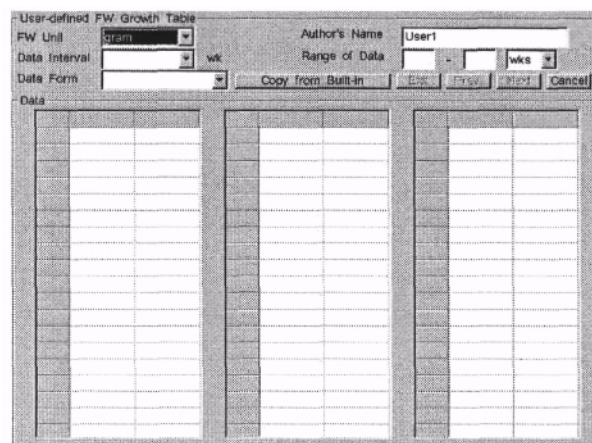 User-defined FW Growth Table
FW Unit gram Author's Name User1
Data Interval wk Range of Data - wks
Data Form Copy from Built-in Exit Prev Next Cancel
Data